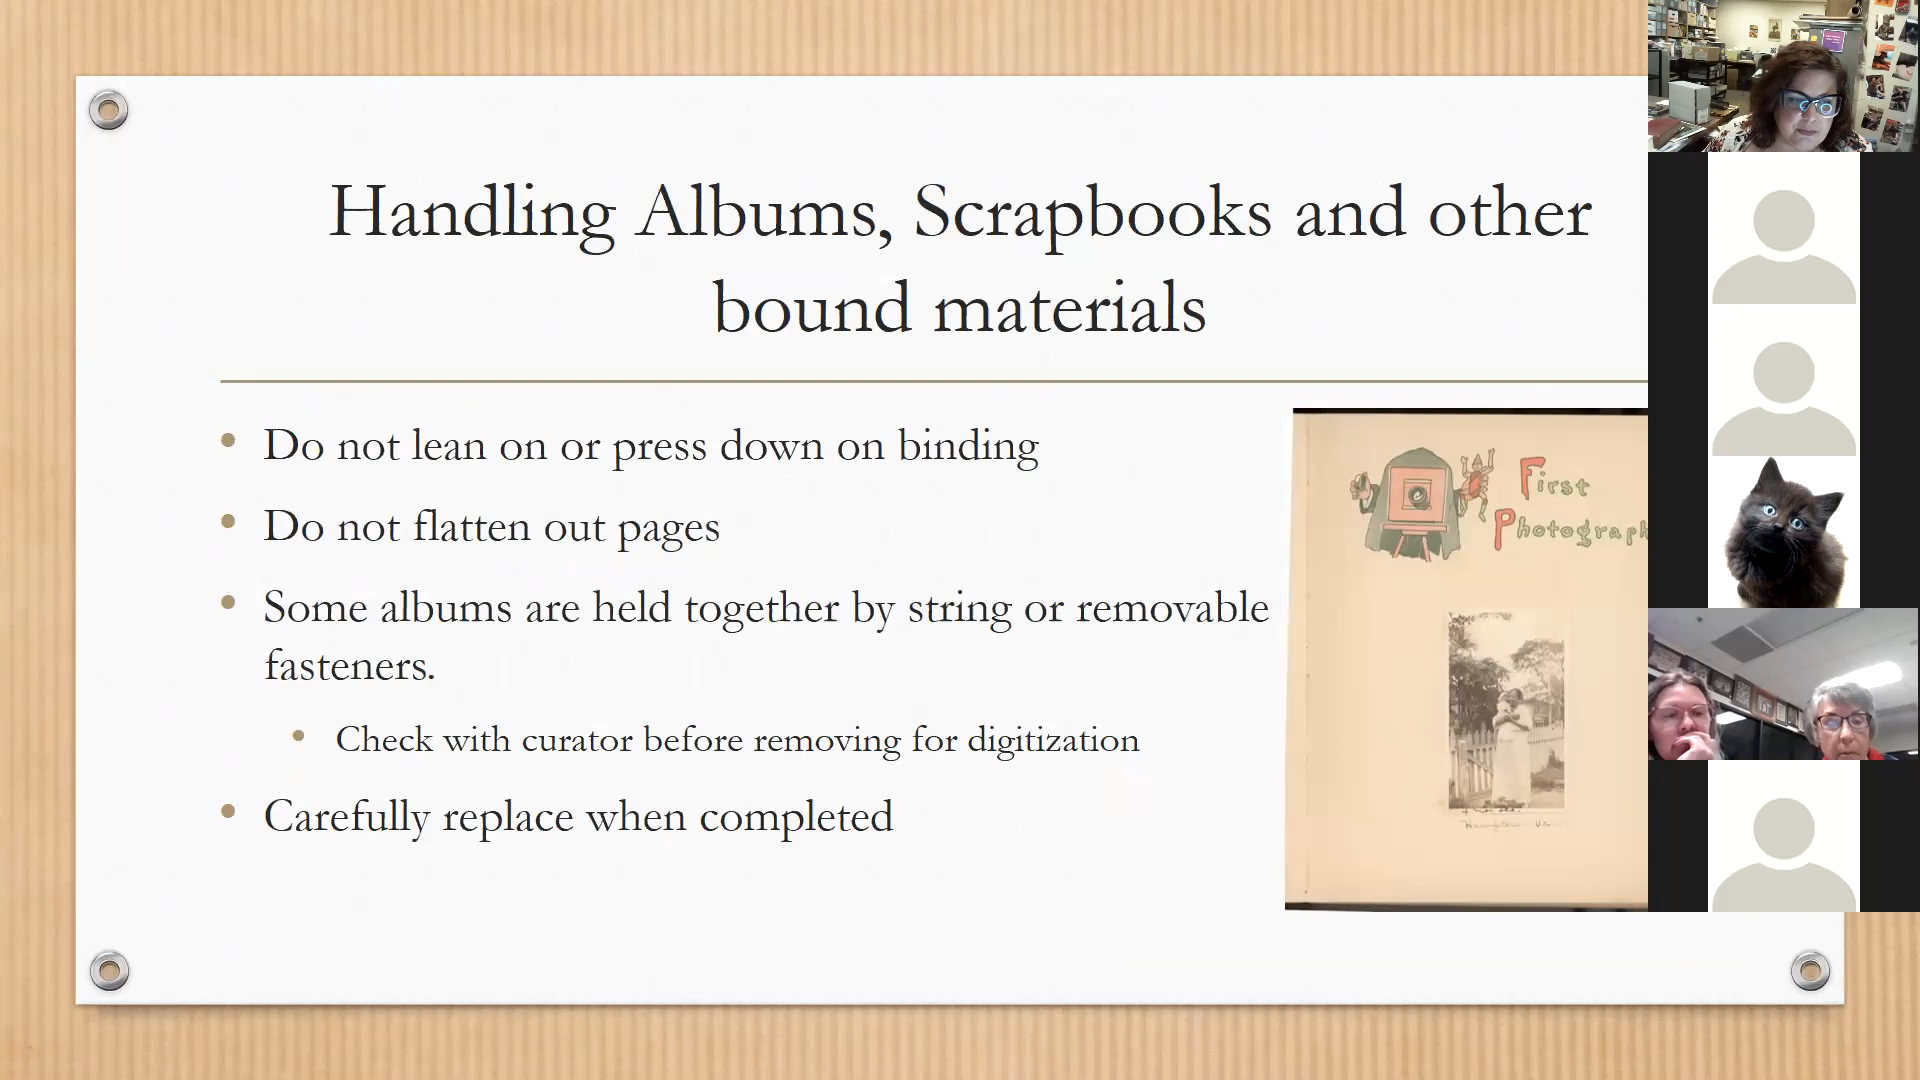 Handling Albums, Scrapbooks and other
bound materials
• Do not lean on or press down on binding
• Do not flatten out pages
• Some albums are held together by string or removable
fasteners.
• Check with curator before removing for digitization
• Carefully replace when completed
First
Photograph